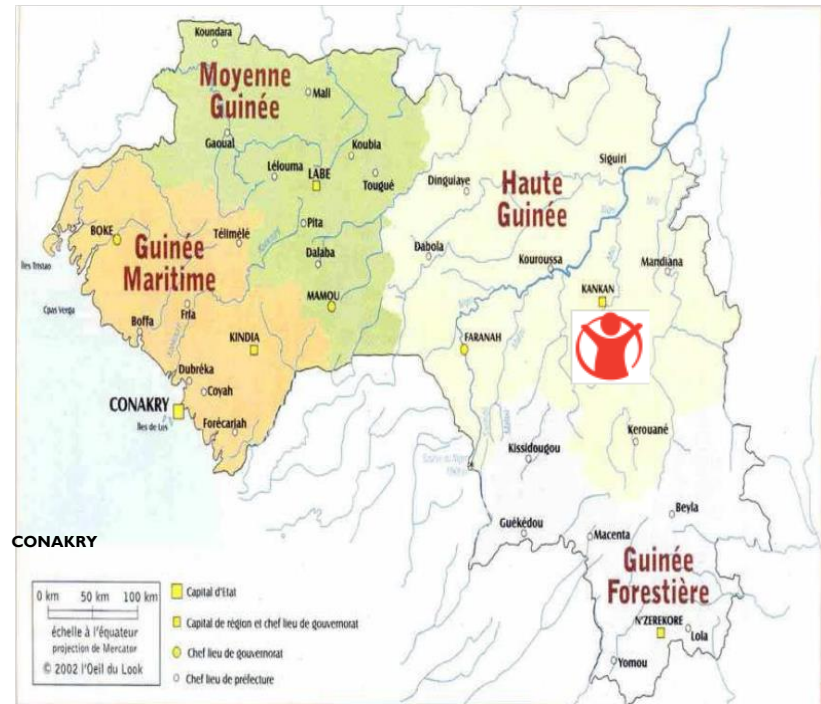 Koundara
Moyenne
Guinée
Mali
Gaoual
Koubia
Lélouma
LABE
Tougué
Siguiri
Dinguiaye
Haute
Guinée
BOKE
Pita
Télimélé
Guinée
Maritime
Dabola
Dalaba
Kouroussa
Mandiana
Îles Tristao
MAMOU
KANKAN
Fria
Boffa
KINDIA
FARANAH
Dubréka
Coyah
CONAKRY
Îles de Los
Forécariah
Kerouané
Kissidougou
Beyla
Guékédou
Macenta
CONAKRY
Guinée
Forestière
N'ZEREKORE
Lola
Yomou
0 km 50 km 100 km
échelle à l'équateur
projection de Mercator
© 2002 l'Oeil du Look
Capital d'Etat
Capital de région et chef lieu de gouvernorat
Chef lieu de gouvernorat
Chef lieu de préfecture